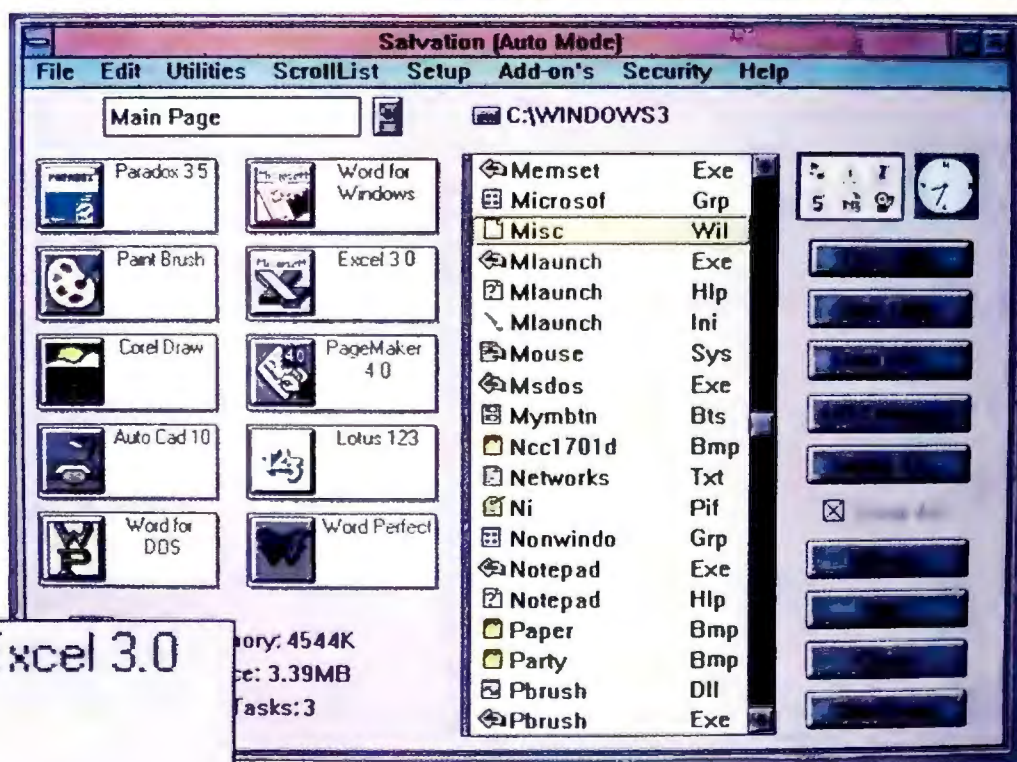 Salvation (Auto Mode)
File Edit Utilities ScrollList Setup Add-on's Security Help
Main Page
C:\WINDOWS3
Paradox 3.5
Word for
Windows
Paint Brush
Excel 3.0
Corel Draw
PageMaker
4.0
Auto Cad 10
Lotus 123
Word for
DOS
Word Perfect
Memset Exe
Microsof Grp
Misc Wil
Mlaunch Exe
Mlaunch Hlp
Mlaunch Ini
Mouse Sys
Msdos Exe
Mymbtn Bts
Ncc1701d Bmp
Networks Txt
Ni Pif
Nonwindo Grp
Notepad Exe
Notepad Hlp
Paper Bmp
Party Bmp
Pbrush Dll
Pbrush Exe
ory: 4544K
ce: 3.39MB
Tasks: 3
xcel 3.0